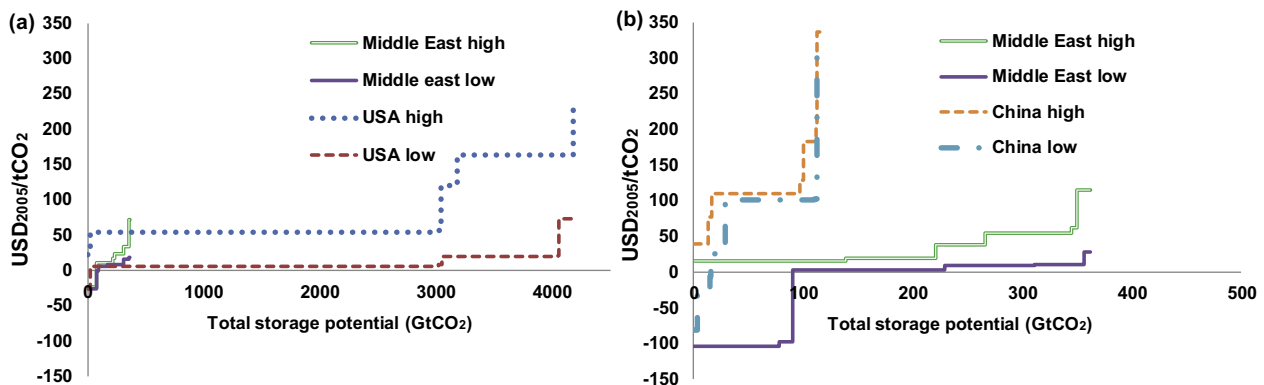 (a)
350
300
250
200
150
100
50
0
-50
-100
-150
USD2005/tCO2
Middle East high
Middle east low
USA high
USA low
0 1000 2000 3000 4000
Total storage potential (GtCO2)
(b)
350
300
250
200
150
100
50
0
-50
-100
-150
Middle East high
Middle East low
China high
China low
0 100 200 300 400 500
Total storage potential (GtCO2)